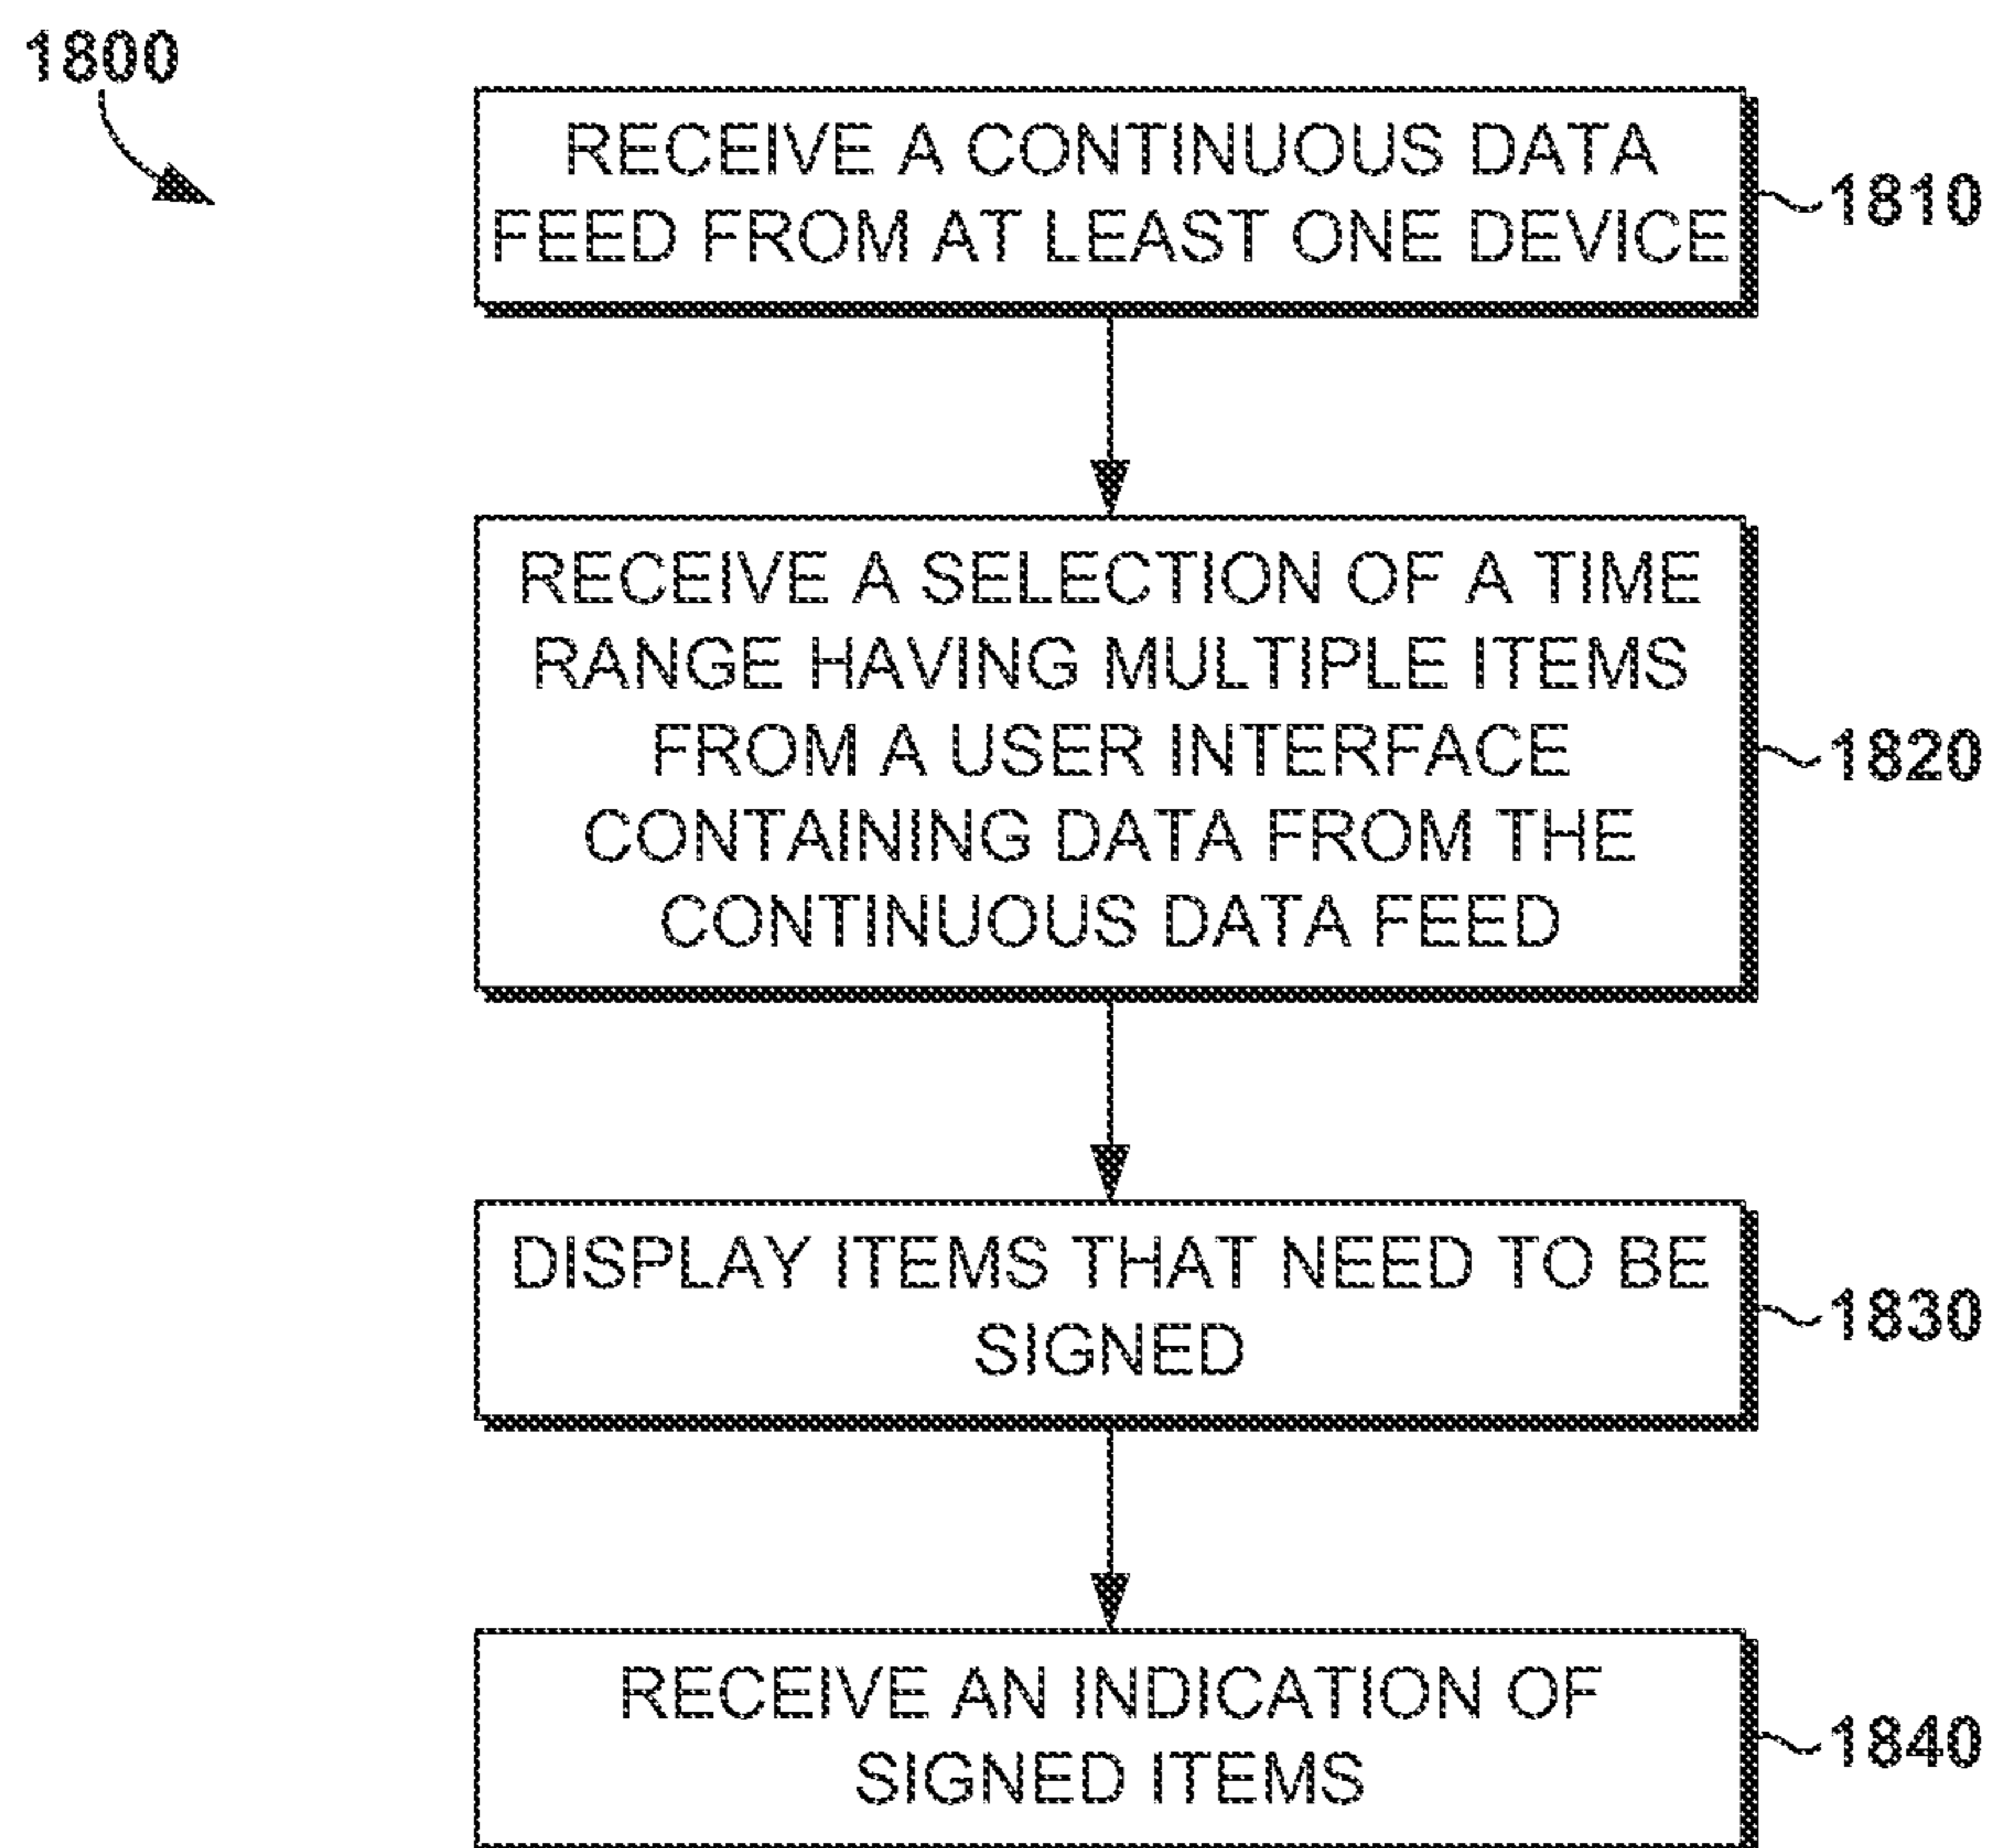 1800
RECEIVE A CONTINUOUS DATA
FEED FROM AT LEAST ONE DEVICE
1810
RECEIVE A SELECTION OF A TIME
RANGE HAVING MULTIPLE ITEMS
FROM A USER INTERFACE
CONTAINING DATA FROM THE
CONTINUOUS DATA FEED
1820
DISPLAY ITEMS THAT NEED TO BE
SIGNED
1830
RECEIVE AN INDICATION OF
SIGNED ITEMS
1840